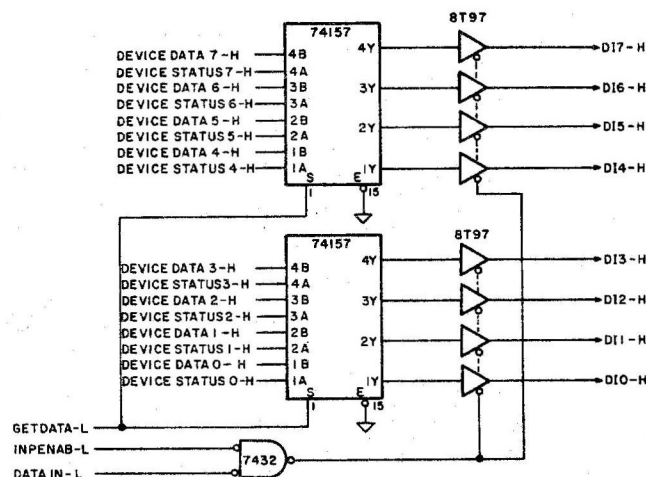 74157
8T97
DEVICE DATA 7-H 4B 4Y DI7-H
DEVICE STATUS 7-H 4A
DEVICE DATA 6-H 3B 3Y DI6-H
DEVICE STATUS 6-H 3A
DEVICE DATA 5-H 2B 2Y DI5-H
DEVICE STATUS 5-H 2A
DEVICE DATA 4-H 1B 1Y DI4-H
DEVICE STATUS 4-H 1A
S E
1 15
74157
8T97
DEVICE DATA 3-H 4B 4Y DI3-H
DEVICE STATUS 3-H 4A
DEVICE DATA 2-H 3B 3Y DI2-H
DEVICE STATUS 2-H 3A
DEVICE DATA 1-H 2B 2Y DI1-H
DEVICE STATUS 1-H 2A
DEVICE DATA 0-H 1B
DEVICE STATUS 0-H 1A 1Y DI0-H
S E
1 15
GETDATA-L
INPENAB-L
7432
DATA IN-L